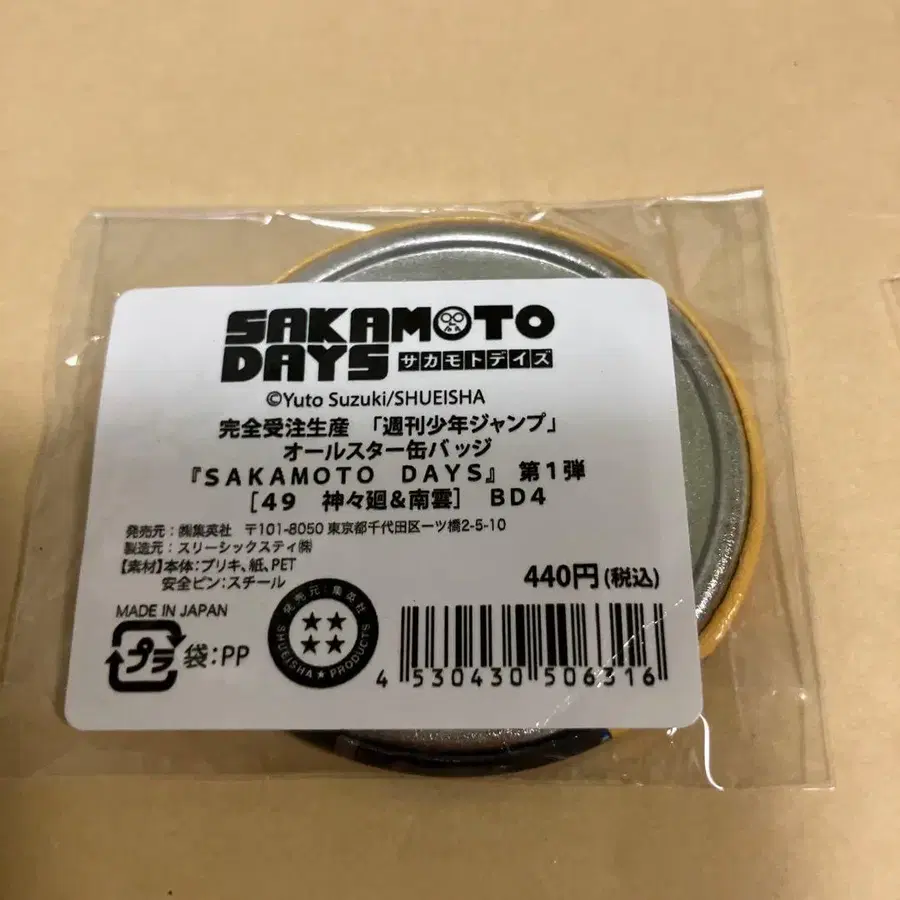 SAKAMOTO
DAYS サカモトデイズ
©Yuto Suzuki/SHUEISHA
完全受注生産 「週刊少年ジャンプ」
オールスター缶バッジ
『SAKAMOTO DAYS』 第1弾
[49 神々廻&南雲] BD4
発売元:㈱集英社 〒101-8050 東京都千代田区一ツ橋2-5-10
製造元:スリーシックスティ㈱
【素材】本体:ブリキ、紙、PET
安全ピン:スチール
440円(税込)
MADE IN JAPAN
プラ 袋:PP
発売元:集英社
SHUEISHA★PRODUCTS
4 530430 506316